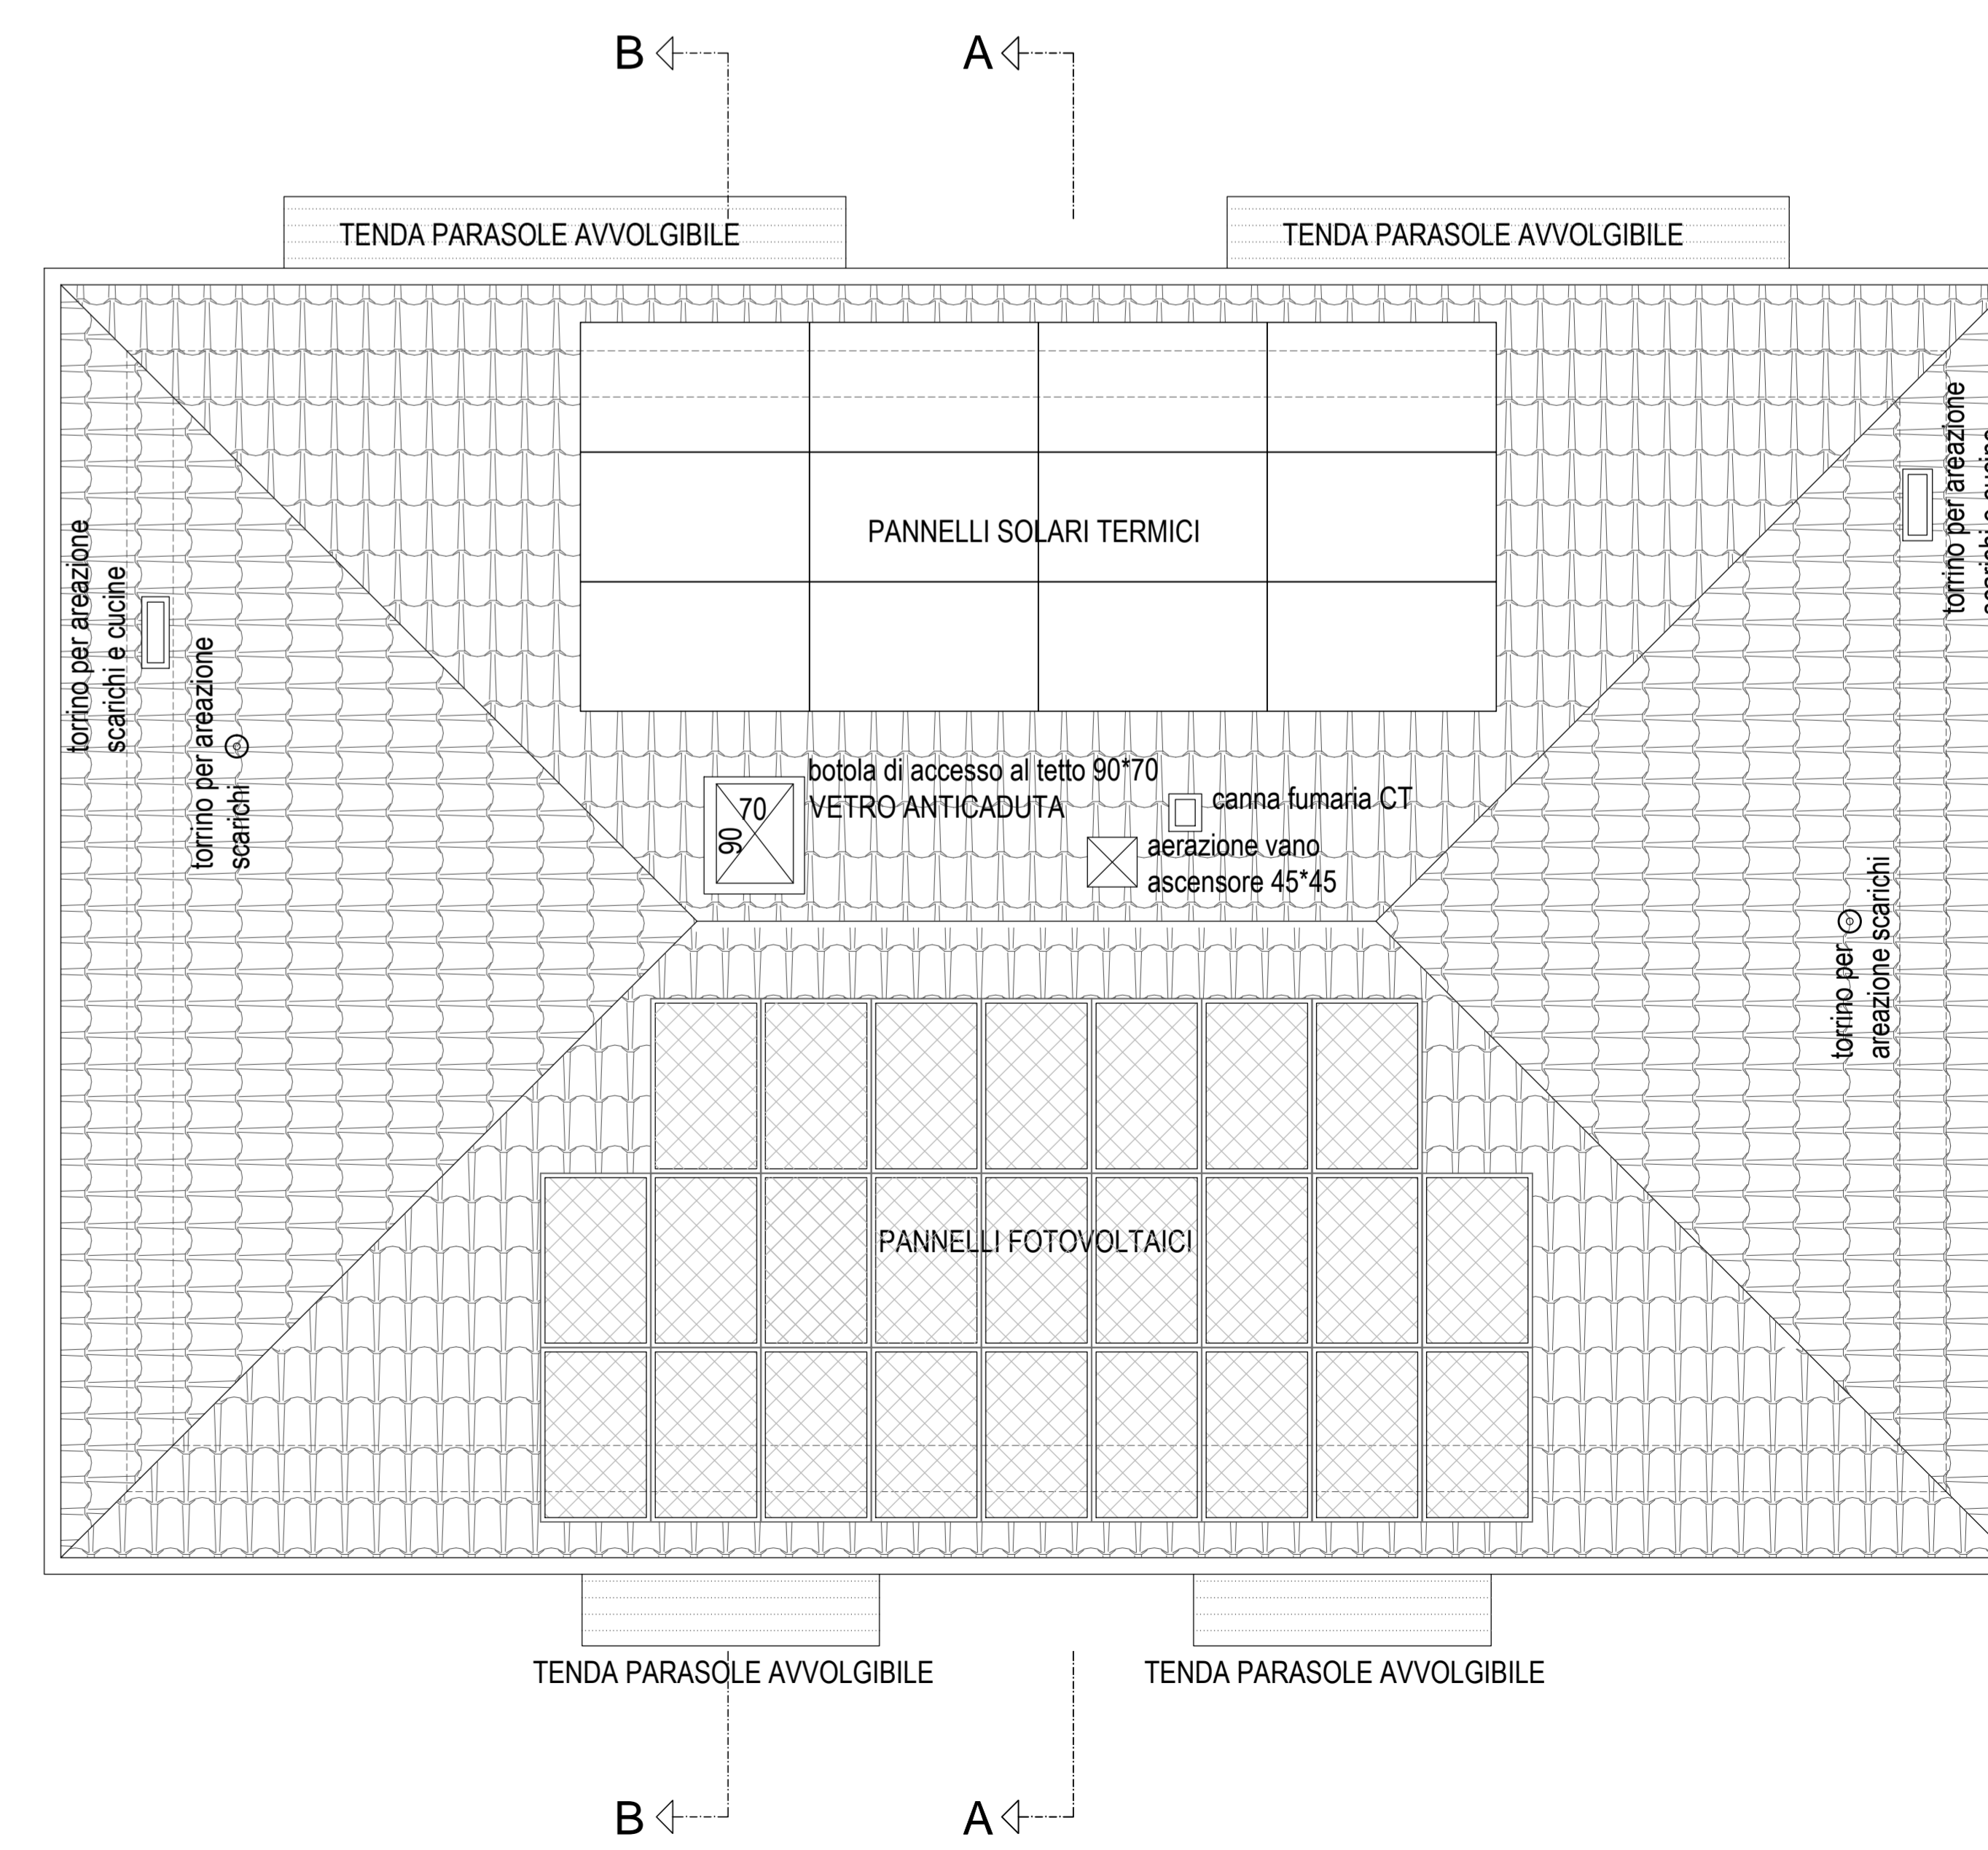 B
A
TENDA PARASOLE AVVOLGIBILE
TENDA PARASOLE AVVOLGIBILE
torrino per areazione
scarichi e cucine
torrino per areazione
scarichi
PANNELLI SOLARI TERMICI
torrino per areazione
scarichi e cucine
botola di accesso al tetto 90*70
VETRO ANTICADUTA
70
90
canna fumaria CT
aerazione vano
ascensore 45*45
torrino per
areazione scarichi
PANNELLI FOTOVOLTAICI
TENDA PARASOLE AVVOLGIBILE
TENDA PARASOLE AVVOLGIBILE
B
A